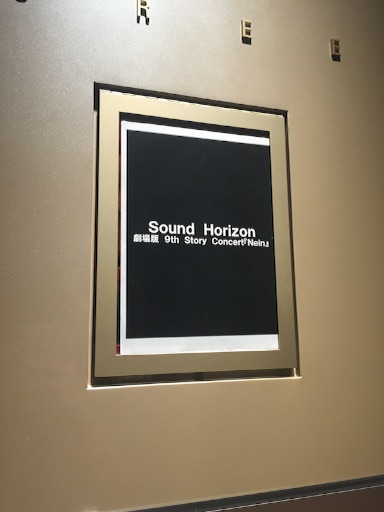 R E E
Sound Horizon
劇場版 9th Story Concert『Nein』